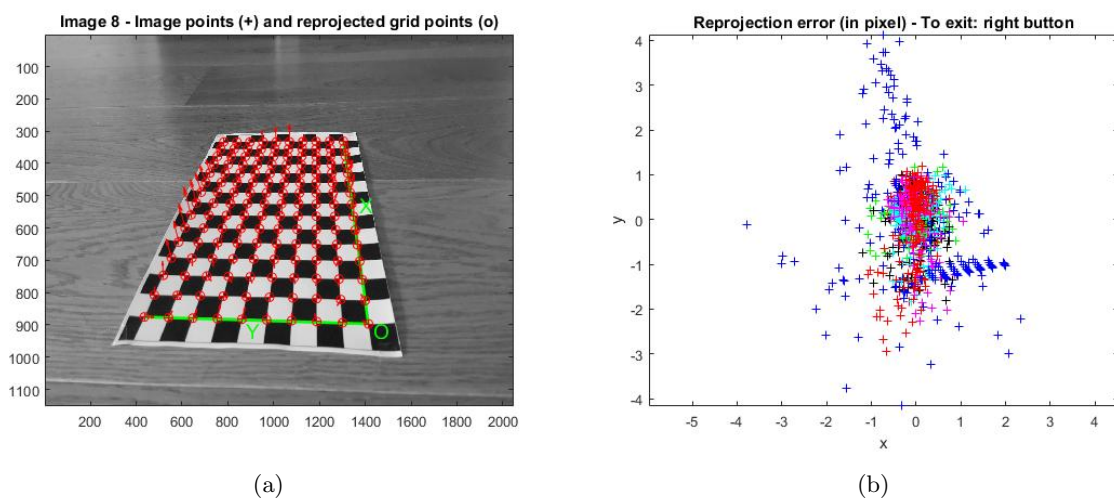 Image 8 - Image points (+) and reprojected grid points (o)
100
200
300
400
500
600
700
800
900
1000
1100
200 400 600 800 1000 1200 1400 1600 1800 2000
X
Y
O
(a)
Reprojection error (in pixel) - To exit: right button
4
3
2
1
0
-1
-2
-3
-4
y
-5 -4 -3 -2 -1 0 1 2 3 4
x
(b)